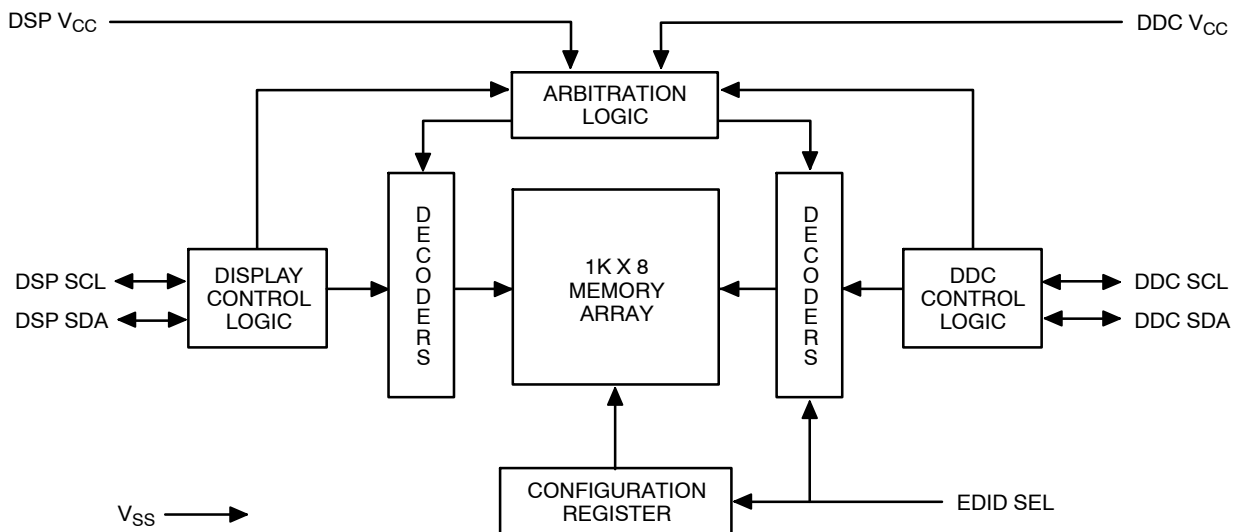 DSP VCC
DDC VCC
ARBITRATION
LOGIC
DECODERS
DECODERS
1K X 8
MEMORY
ARRAY
DSP SCL
DSP SDA
DISPLAY
CONTROL
LOGIC
DDC
CONTROL
LOGIC
DDC SCL
DDC SDA
CONFIGURATION
REGISTER
EDID SEL
VSS